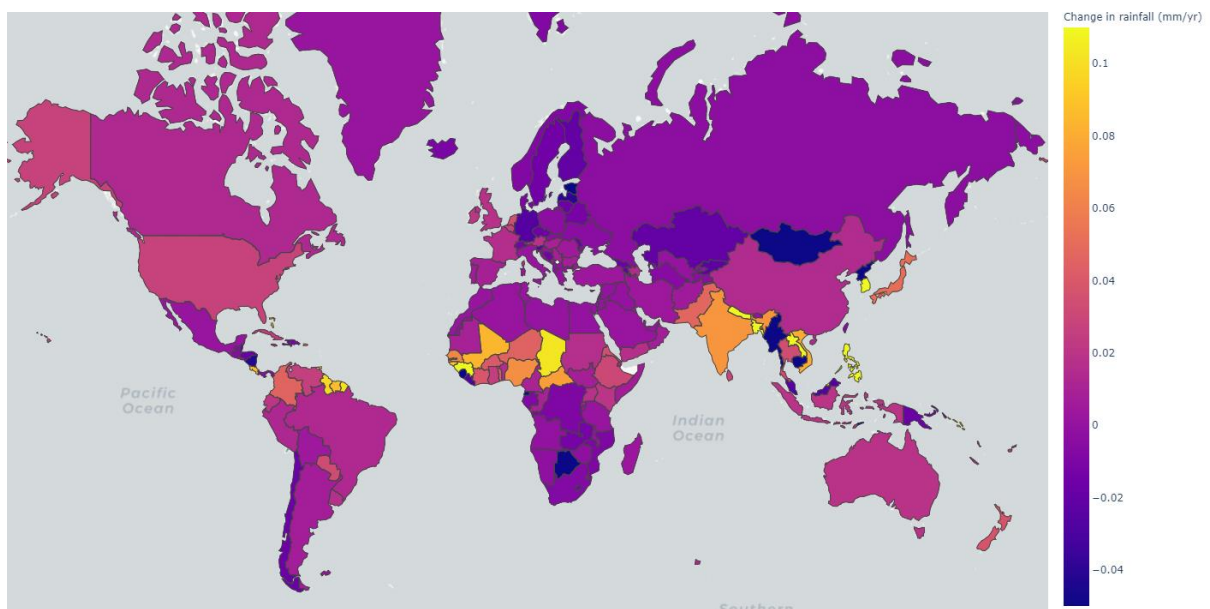 Change in rainfall (mm/yr)
0.1
0.08
0.06
0.04
0.02
0
−0.02
−0.04
Pacific
Ocean
Indian
Ocean
Southern